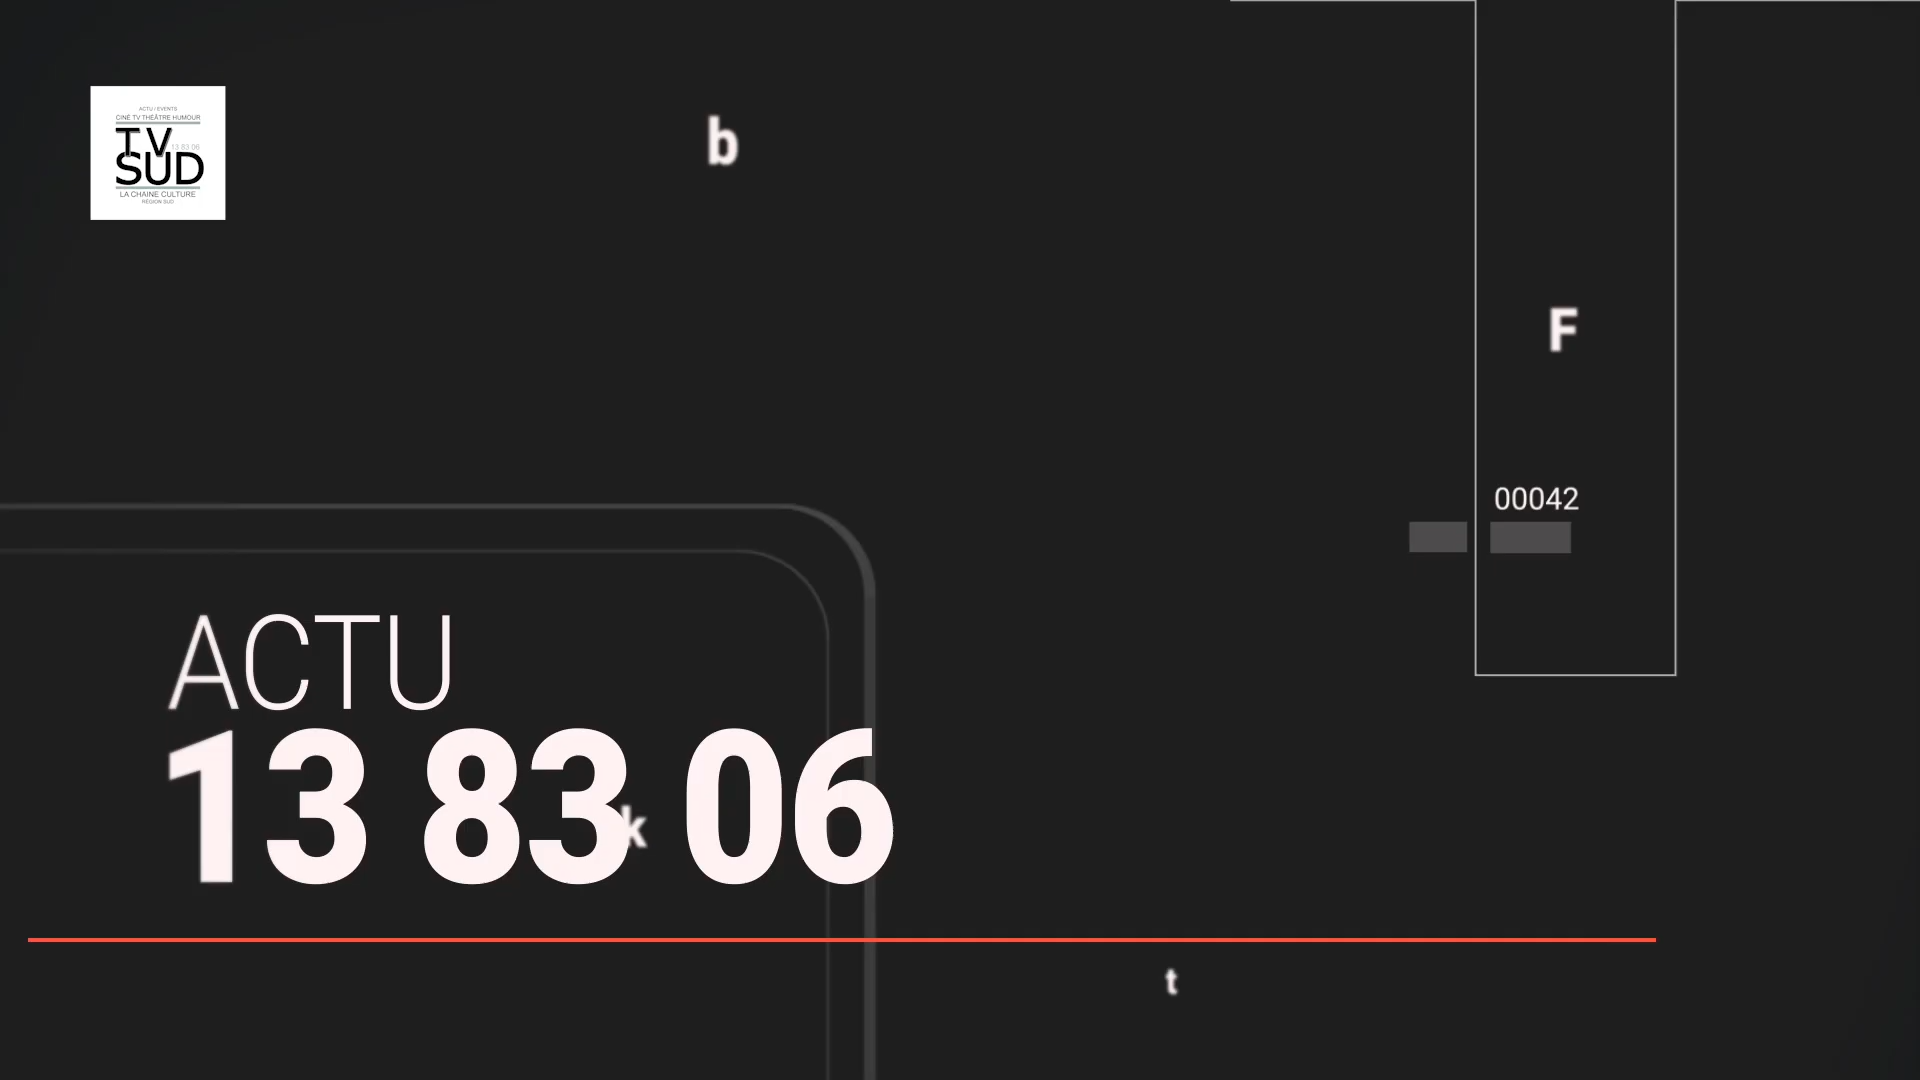 ACTU / EVENTS
CINÉ TV THÉÂTRE HUMOUR
TV
13 83 06
SUD
LA CHAINE CULTURE
RÉGION SUD
b
F
00042
ACTU
13 83 06
k
t